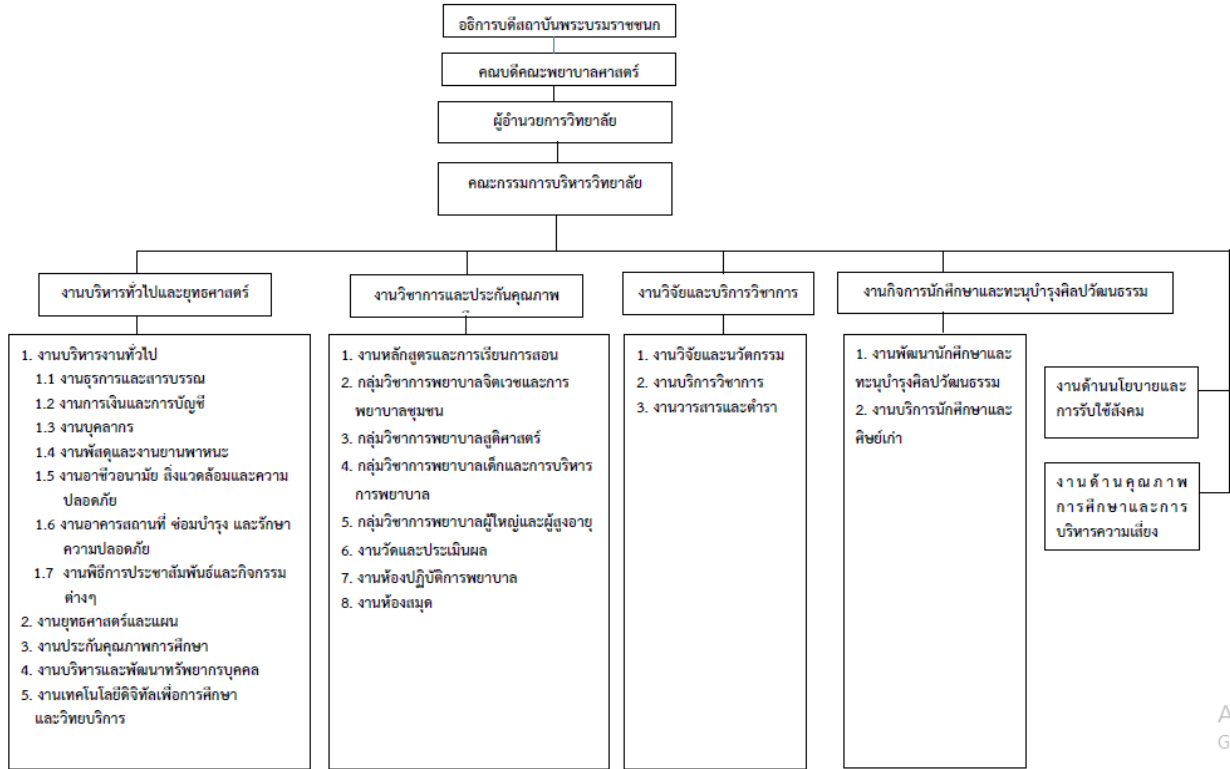 อธิการบดีสถาบันพระบรมราชชนก
คณบดีคณะพยาบาลศาสตร์
ผู้อำนวยการวิทยาลัย
คณะกรรมการบริหารวิทยาลัย
งานบริหารทั่วไปและยุทธศาสตร์
1. งานบริหารงานทั่วไป
1.1 งานธุรการและสารบรรณ
1.2 งานการเงินและการบัญชี
1.3 งานบุคลากร
1.4 งานพัสดุและงานยานพาหนะ
1.5 งานอาชีวอนามัย สิ่งแวดล้อมและความ
ปลอดภัย
1.6 งานอาคารสถานที่ ซ่อมบำรุง และรักษา
ความปลอดภัย
1.7 งานพิธีการประชาสัมพันธ์และกิจกรรม
ต่างๆ
2. งานยุทธศาสตร์และแผน
3. งานประกันคุณภาพการศึกษา
4. งานบริหารและพัฒนาทรัพยากรบุคคล
5. งานเทคโนโลยีดิจิทัลเพื่อการศึกษา
และวิทยบริการ
งานวิชาการและประกันคุณภาพ
1. งานหลักสูตรและการเรียนการสอน
2. กลุ่มวิชาการพยาบาลจิตเวชและการ
พยาบาลชุมชน
3. กลุ่มวิชาการพยาบาลสูติศาสตร์
4. กลุ่มวิชาการพยาบาลเด็กและการบริหาร
การพยาบาล
5. กลุ่มวิชาการพยาบาลผู้ใหญ่และผู้สูงอายุ
6. งานวัดและประเมินผล
7. งานห้องปฏิบัติการพยาบาล
8. งานห้องสมุด
งานวิจัยและบริการวิชาการ
1. งานวิจัยและนวัตกรรม
2. งานบริการวิชาการ
3. งานวารสารและตำรา
งานกิจการนักศึกษาและทะนุบำรุงศิลปวัฒนธรรม
1. งานพัฒนานักศึกษาและ
ทะนุบำรุงศิลปวัฒนธรรม
2. งานบริการนักศึกษาและ
ศิษย์เก่า
งานด้านนโยบายและ
การรับใช้สังคม
งานด้านคุณภาพ
การศึกษาและการ
บริหารความเสี่ยง
A
G